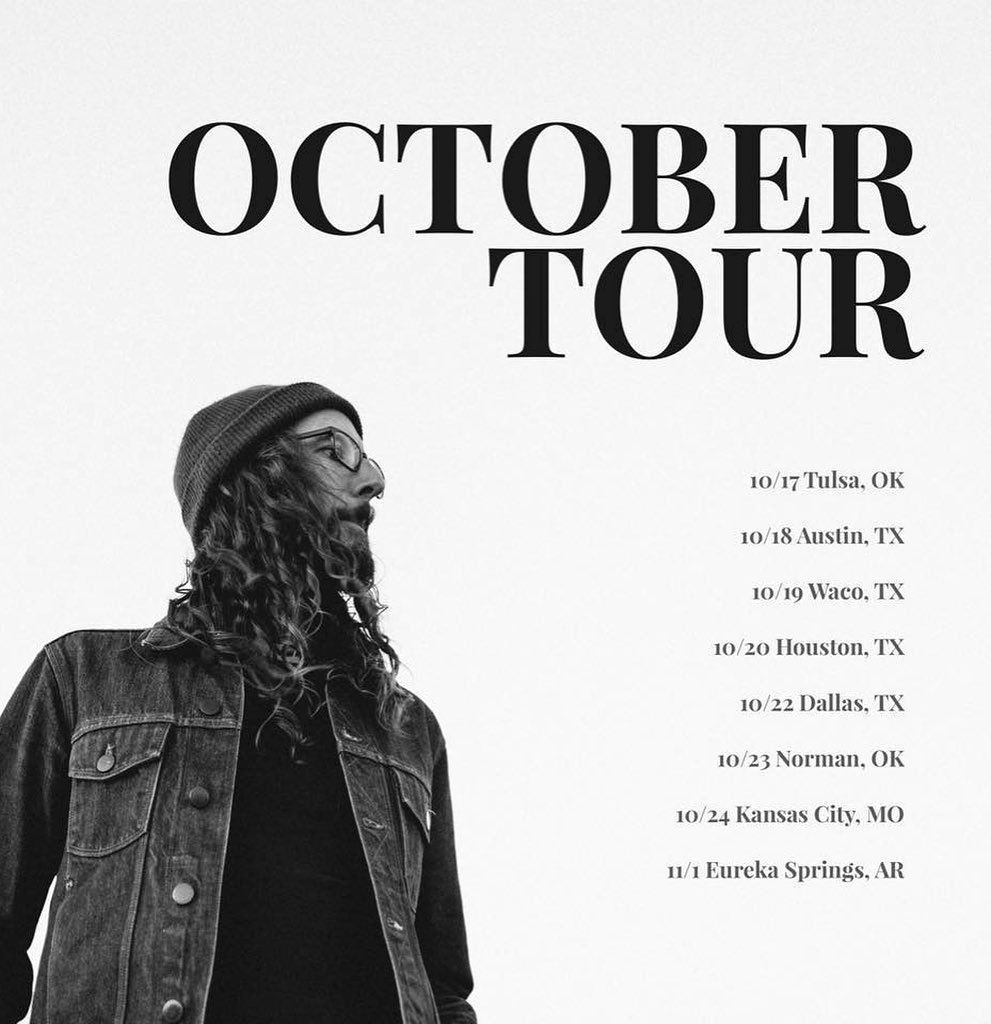 OCTOBER
TOUR
10/17 Tulsa, OK
10/18 Austin, TX
10/19 Waco, TX
10/20 Houston, TX
10/22 Dallas, TX
10/23 Norman, OK
10/24 Kansas City, MO
11/1 Eureka Springs, AR